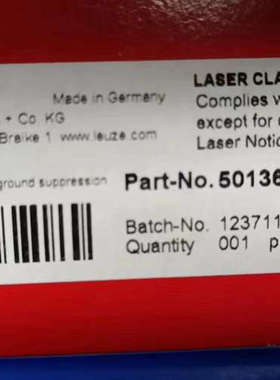 LASER CLA
Made in Germany
Complies w
+ Co. KG
except for
Braike 1 www.leuze.com
Laser Notic
ground suppression
Part-No. 50136
Batch-No. 123711
Quantity 001 p